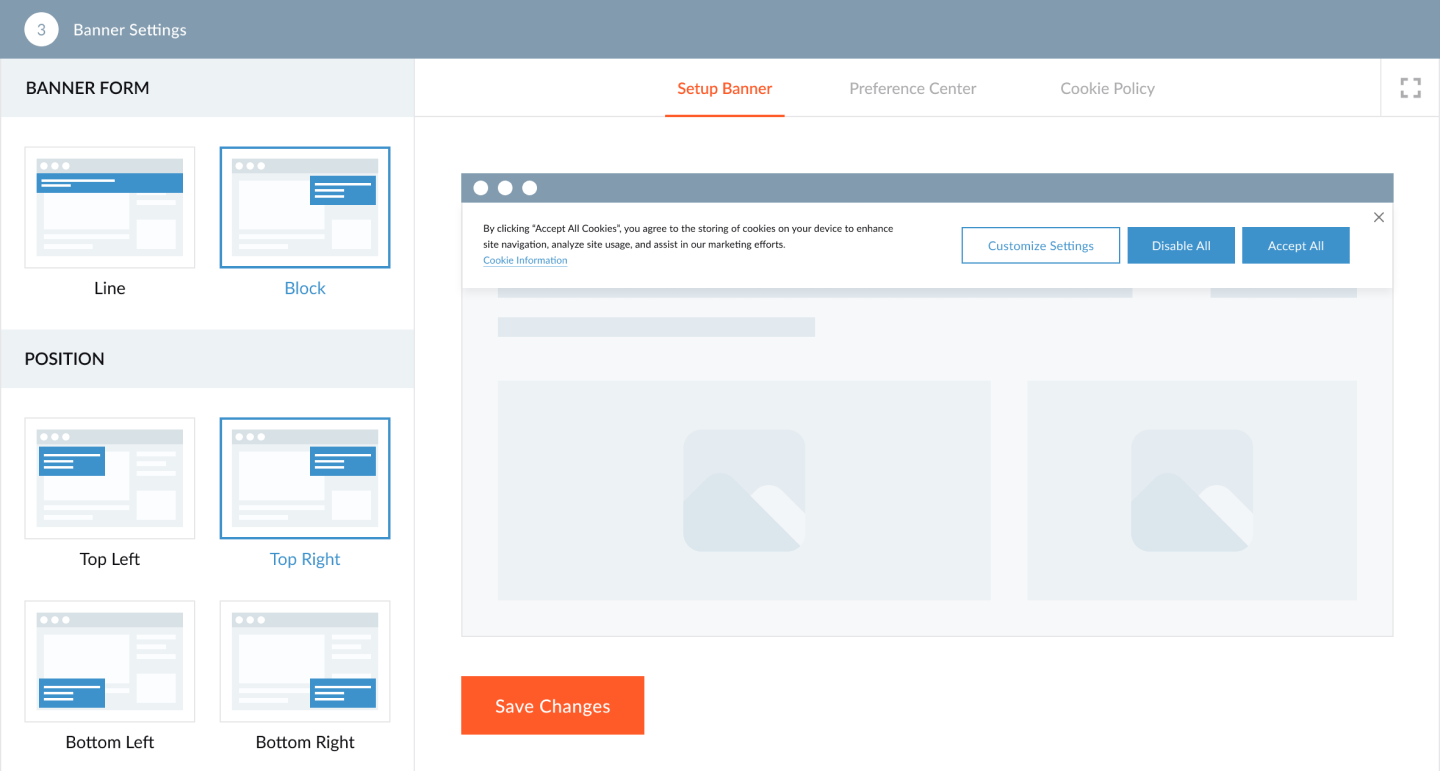 3 Banner Settings
BANNER FORM
Setup Banner Preference Center Cookie Policy
Line Block
By clicking “Accept All Cookies”, you agree to the storing of cookies on your device to enhance
site navigation, analyze site usage, and assist in our marketing efforts.
Cookie Information
Customize Settings Disable All Accept All
POSITION
Top Left Top Right
Bottom Left Bottom Right
Save Changes